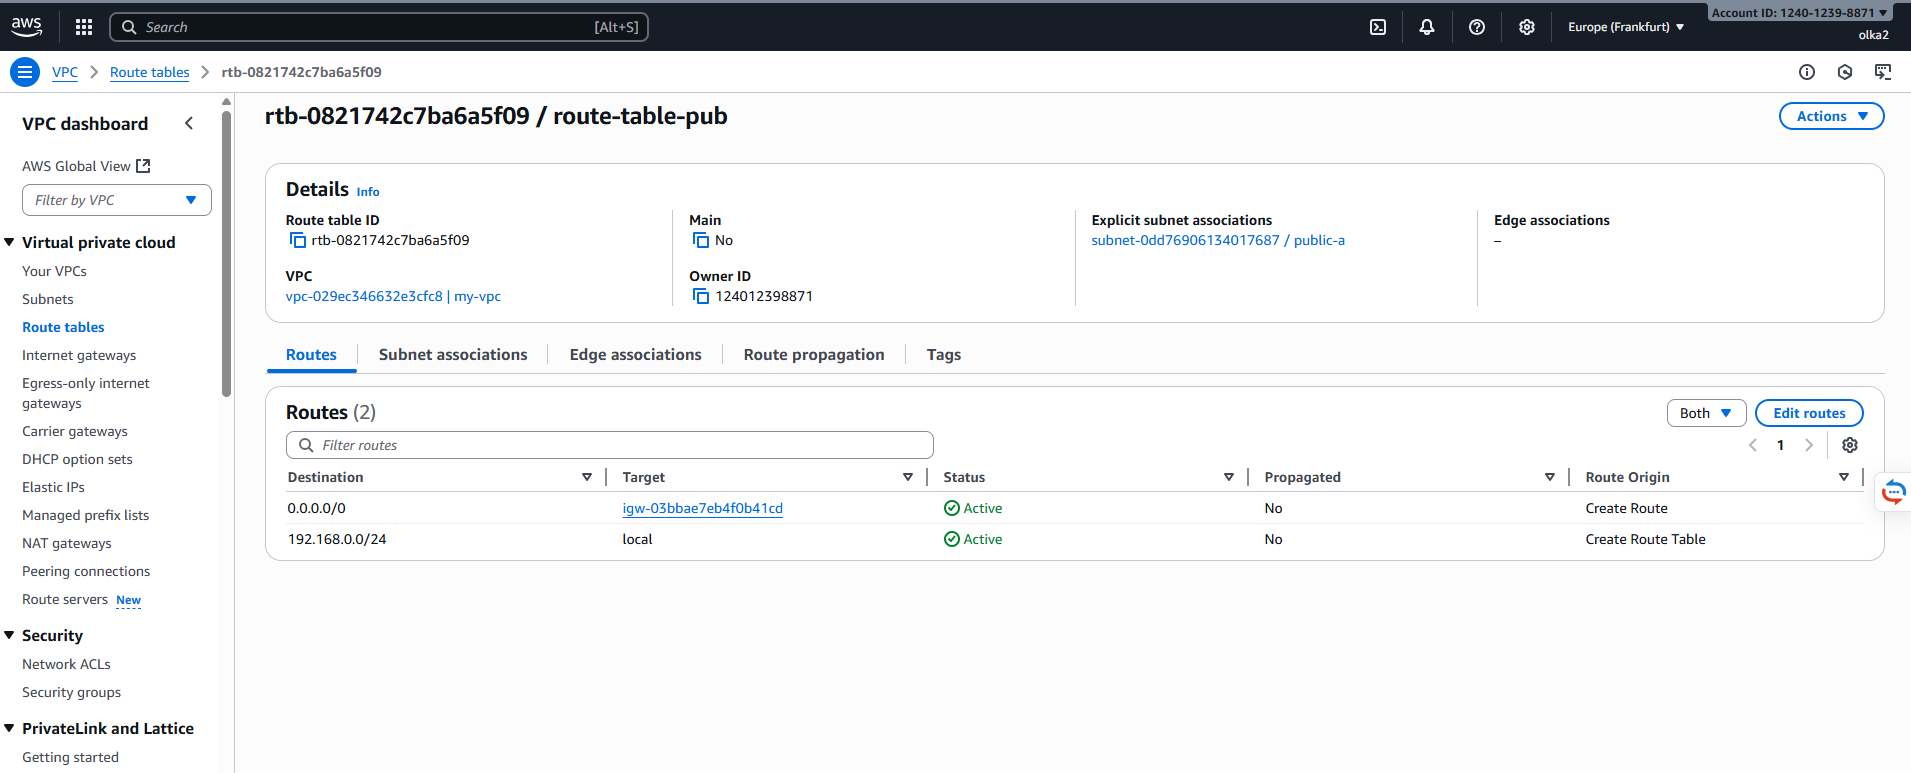 aws
Search [Alt+S]
Europe (Frankfurt)
Account ID: 1240-1239-8871
olka2
VPC Route tables rtb-0821742c7ba6a5f09
VPC dashboard
AWS Global View
Filter by VPC
Virtual private cloud
Your VPCs
Subnets
Route tables
Internet gateways
Egress-only internet
gateways
Carrier gateways
DHCP option sets
Elastic IPs
Managed prefix lists
NAT gateways
Peering connections
Route servers New
Security
Network ACLs
Security groups
PrivateLink and Lattice
Getting started
rtb-0821742c7ba6a5f09 / route-table-pub
Actions
Details Info
Route table ID
rtb-0821742c7ba6a5f09
VPC
vpc-029ec346632e3cfc8 | my-vpc
Main
No
Owner ID
124012398871
Explicit subnet associations
subnet-0dd76906134017687 / public-a
Edge associations
–
Routes Subnet associations Edge associations Route propagation Tags
Routes (2)
Both Edit routes
Filter routes
1
Destination Target Status Propagated Route Origin
0.0.0.0/0 igw-03bbae7eb4f0b41cd Active No Create Route
192.168.0.0/24 local Active No Create Route Table